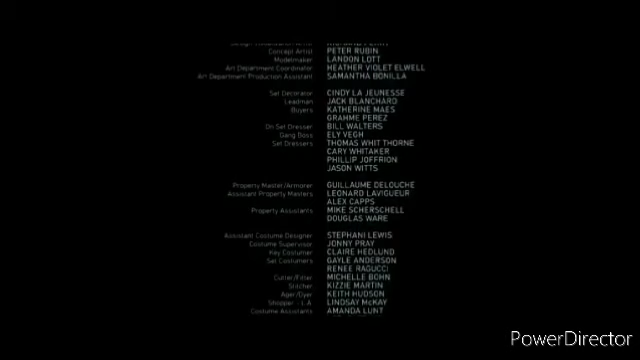 Concept Artist PETER RUBIN
Modelmaker LANDON LOTT
Art Department Coordinator HEATHER VIOLET ELWELL
Art Department Production Assistant SAMANTHA BONILLA
Set Decorator CINDY LA JEUNESSE
Leadman JACK BLANCHARD
Buyers KATHERINE MAES
GRAHME PEREZ
On Set Dresser BILL WALTERS
Gang Boss ELY VEGH
Set Dressers THOMAS WHIT THORNE
CARY WHITAKER
PHILLIP JOFFRION
JASON WITTS
Property Master/Armorer GUILLAUME DELOUCHE
Assistant Property Masters LEONARD LAVIGUEUR
ALEX CAPPS
Property Assistants MIKE SCHERSCHELL
DOUGLAS WARE
Assistant Costume Designer STEPHANI LEWIS
Costume Supervisor JONNY PRAY
Key Costumer CLAIRE HEDLUND
Set Costumers GAYLE ANDERSON
RENEE RAGUCCI
Cutter/Fitter MICHELLE BOHN
Stitcher KIZZIE MARTIN
Ager/Dyer KEITH HUDSON
Shopper - L.A. LINDSAY McKAY
Costume Assistants AMANDA LUNT
PowerDirector